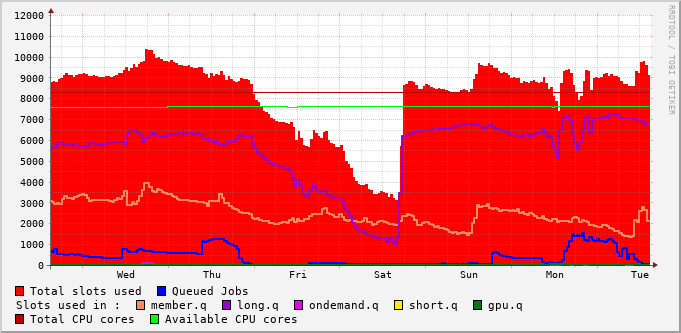 12000
11000
10000
9000
8000
7000
6000
5000
4000
3000
2000
1000
0
Wed Thu Fri Sat Sun Mon Tue
Total slots used Queued Jobs
Slots used in : member.q long.q ondemand.q short.q gpu.q
Total CPU cores Available CPU cores
RRDTOOL / TOBI OETIKER